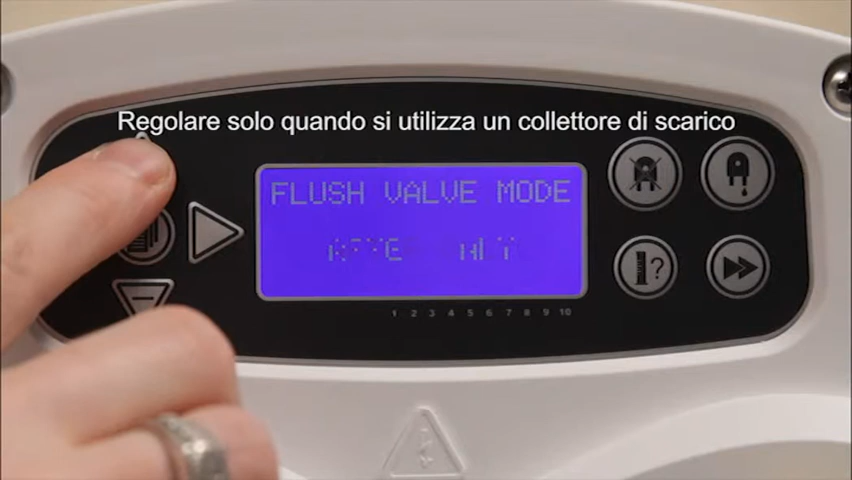 Regolare solo quando si utilizza un collettore di scarico
FLUSH VALVE MODE
?
1 2 3 4 5 6 7 8 9 10